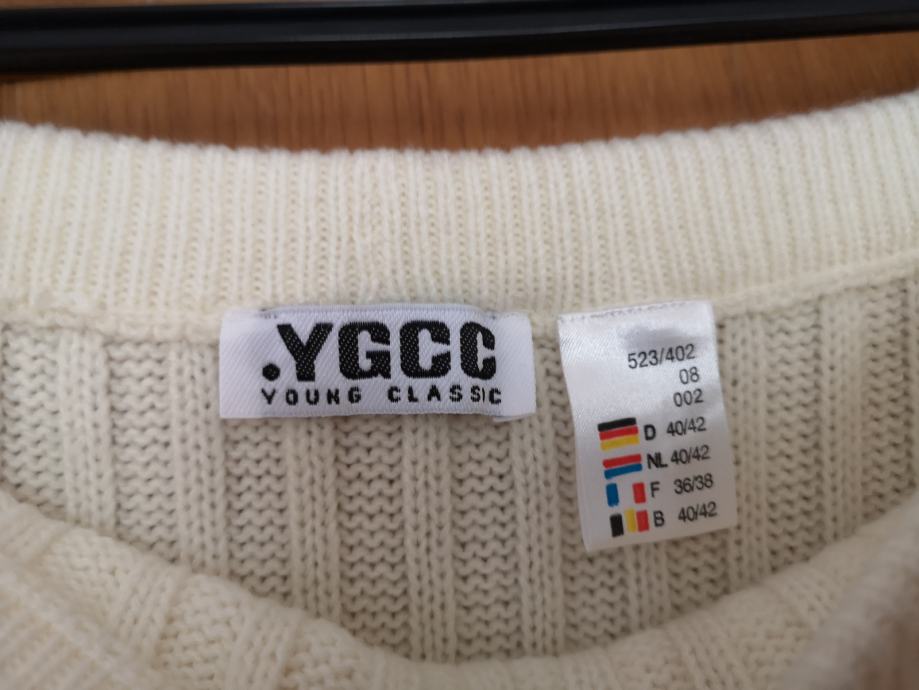 .YGCC
YOUNG CLASSIC
523/402
08
002
D 40/42
NL 40/42
F 36/38
B 40/42